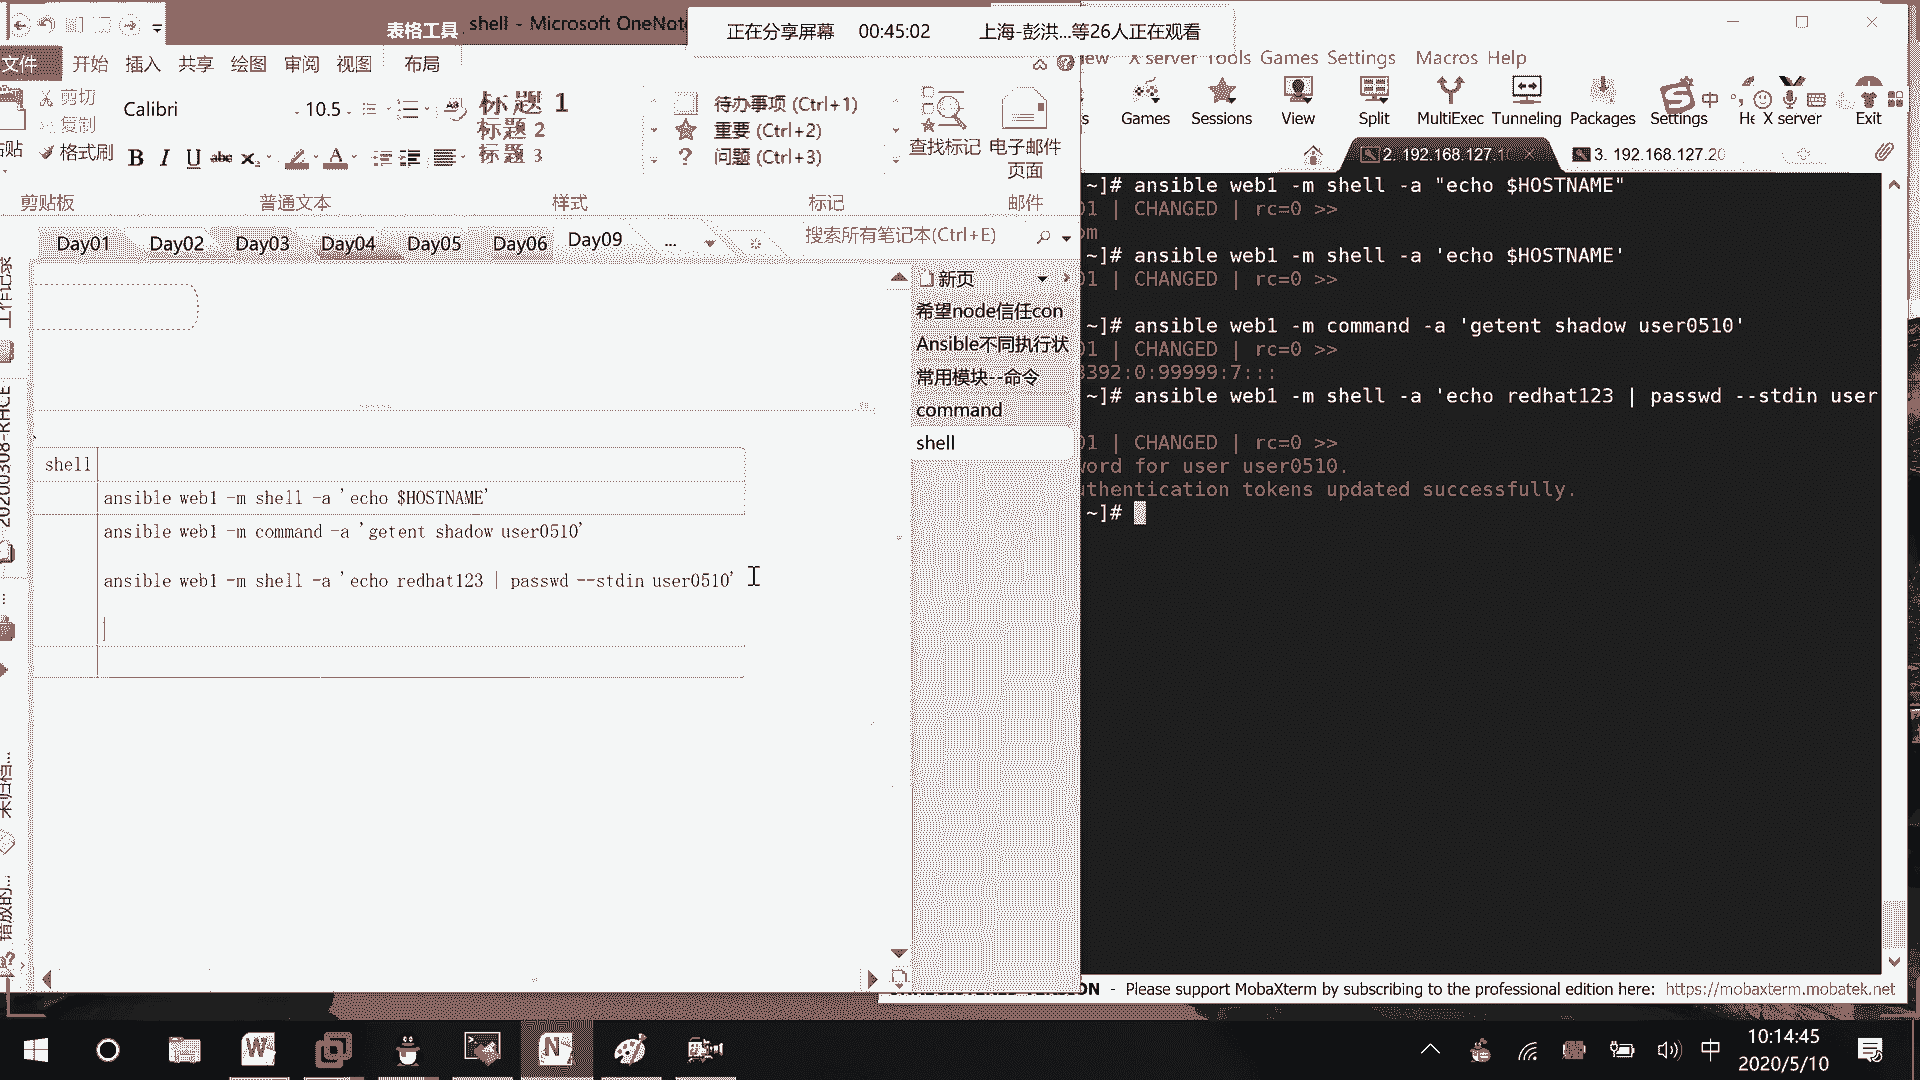 表格工具
shell - Microsoft OneNote
正在分享屏幕 00:45:02 上海-彭洪...等26人正在观看
文件 开始 插入 共享 绘图 审阅 视图 布局
剪切
复制
格式刷
剪贴板
Calibri 10.5
B I U abc
普通文本
标题 1
标题 2
标题 3
样式
待办事项 (Ctrl+1)
重要 (Ctrl+2)
问题 (Ctrl+3)
标记
查找标记
电子邮件
页面
邮件
Day01 Day02 Day03 Day04 Day05 Day06 Day09 ...
搜索所有笔记本(Ctrl+E)
新页
希望node信任con
Ansible不同执行状
常用模块--命令
command
shell
工作记录
20200308-RHCE
shell
ansible web1 -m shell -a 'echo $HOSTNAME'
ansible web1 -m command -a 'getent shadow user0510'
ansible web1 -m shell -a 'echo redhat123 | passwd --stdin user0510'
X server Tools Games Settings Macros Help
Games Sessions View Split MultiExec Tunneling Packages Settings He X server Exit
中
2. 192.168.127.1
3. 192.168.127.20
~]# ansible web1 -m shell -a "echo $HOSTNAME"
01 | CHANGED | rc=0 >>
om
~]# ansible web1 -m shell -a 'echo $HOSTNAME'
01 | CHANGED | rc=0 >>
~]# ansible web1 -m command -a 'getent shadow user0510'
01 | CHANGED | rc=0 >>
8392:0:99999:7:::
~]# ansible web1 -m shell -a 'echo redhat123 | passwd --stdin user
01 | CHANGED | rc=0 >>
word for user user0510.
uthentication tokens updated successfully.
~]#
- Please support MobaXterm by subscribing to the professional edition here: https://mobaxterm.mobatek.net
中
10:14:45
2020/5/10